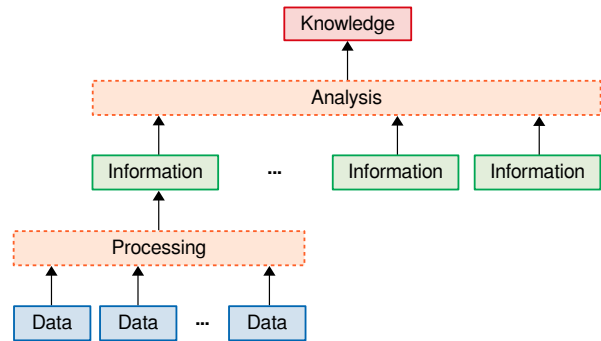 Knowledge
Analysis
Information ... Information Information
Processing
Data Data ... Data